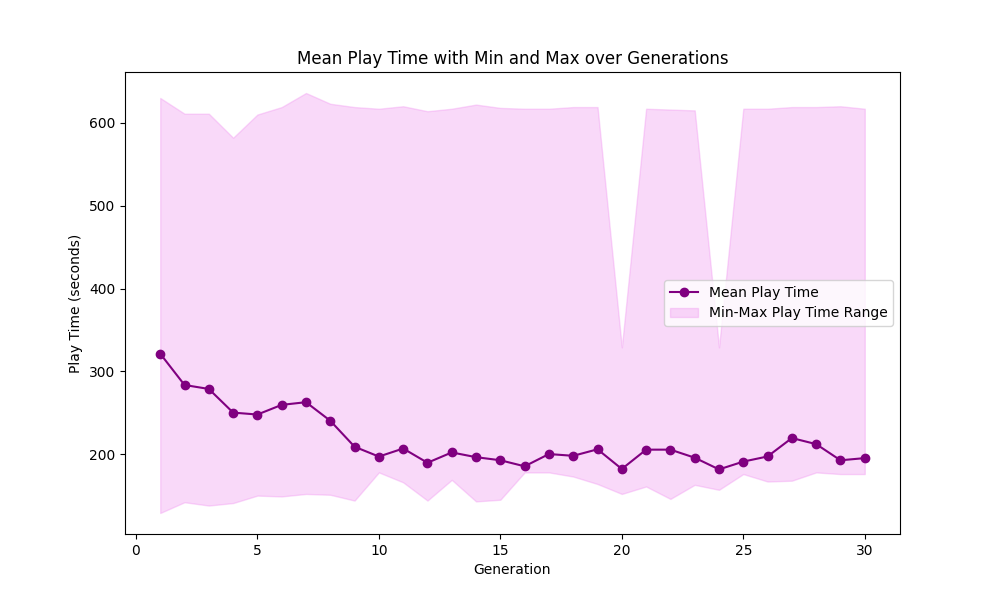 Mean Play Time with Min and Max over Generations
600
500
400
300
200
Play Time (seconds)
Mean Play Time
Min-Max Play Time Range
0 5 10 15 20 25 30
Generation